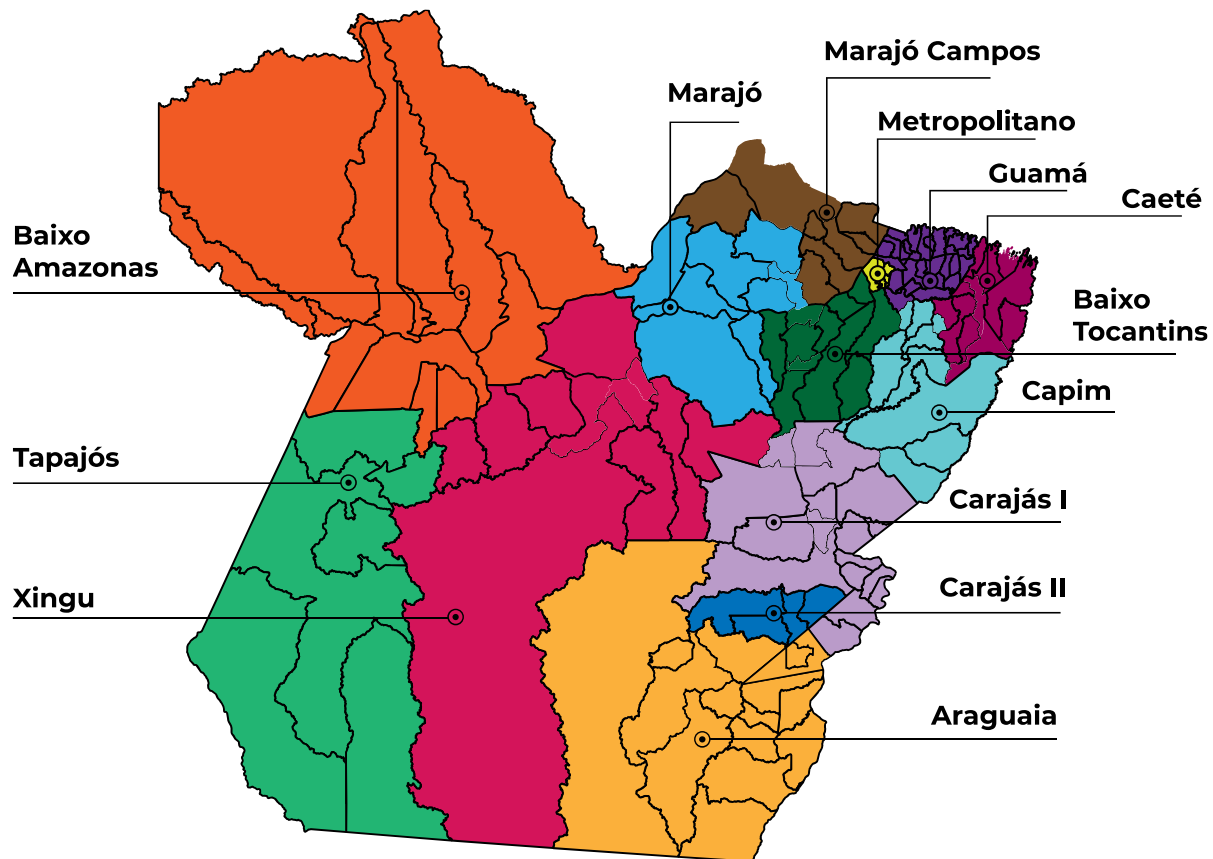 Marajó Campos
Marajó
Metropolitano
Guamá
Caeté
Baixo
Amazonas
Baixo
Tocantins
Capim
Tapajós
Carajás I
Carajás II
Xingu
Araguaia